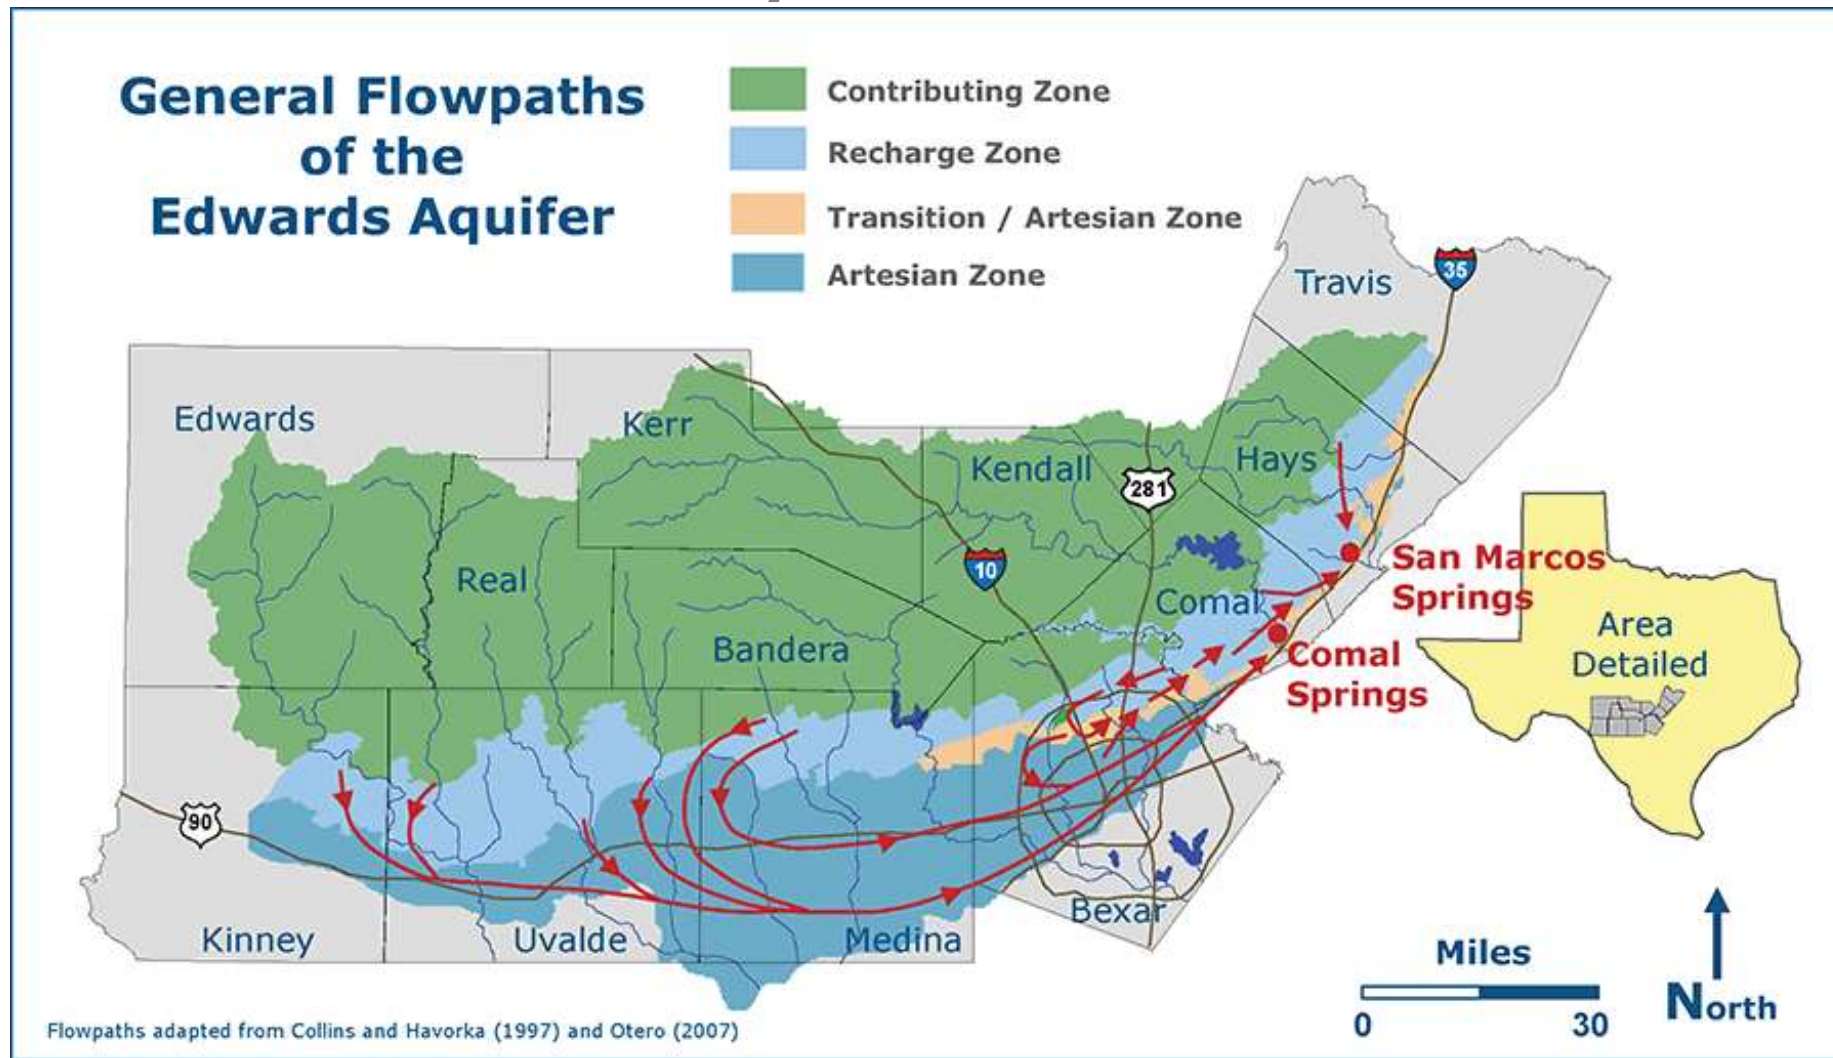 General Flowpaths
of the
Edwards Aquifer
Contributing Zone
Recharge Zone
Transition / Artesian Zone
Artesian Zone
Travis
35
Edwards
Kerr
Kendall
281
Hays
10
Real
San Marcos
Springs
Comal
Bandera
Comal
Springs
Area
Detailed
90
Kinney
Uvalde
Medina
Bexar
Miles
0
30
North
Flowpaths adapted from Collins and Havorka (1997) and Otero (2007)